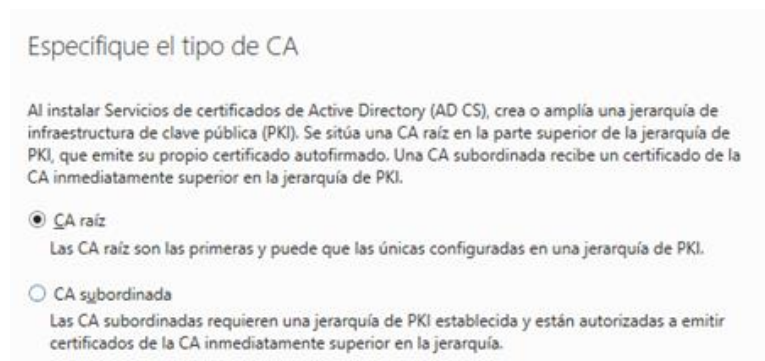 Especifique el tipo de CA
Al instalar Servicios de certificados de Active Directory (AD CS), crea o amplía una jerarquía de
infraestructura de clave pública (PKI). Se sitúa una CA raíz en la parte superior de la jerarquía de
PKI, que emite su propio certificado autofirmado. Una CA subordinada recibe un certificado de la
CA inmediatamente superior en la jerarquía de PKI.
CA raíz
Las CA raíz son las primeras y puede que las únicas configuradas en una jerarquía de PKI.
CA subordinada
Las CA subordinadas requieren una jerarquía de PKI establecida y están autorizadas a emitir
certificados de la CA inmediatamente superior en la jerarquía.